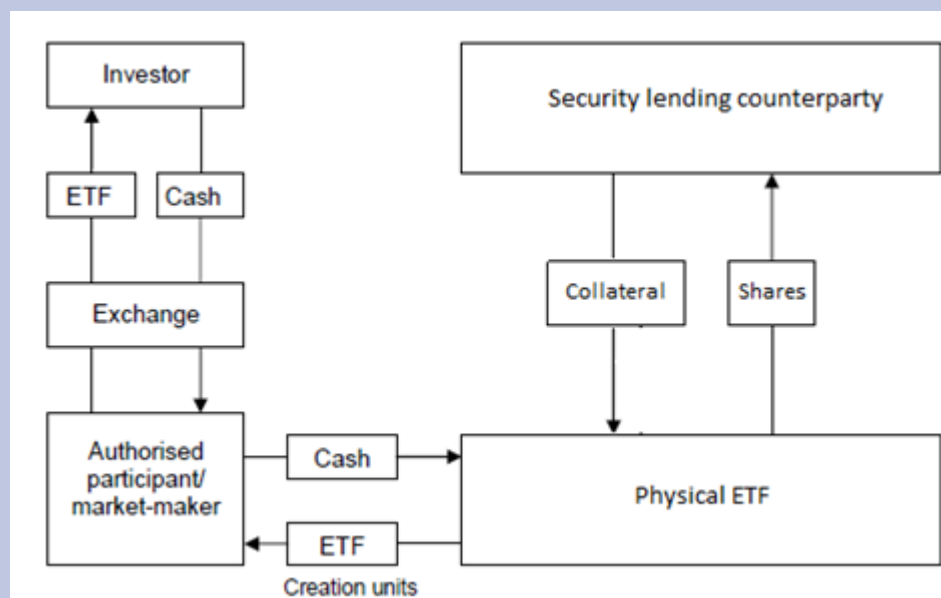 Investor
Security lending counterparty
ETF
Cash
Collateral
Shares
Exchange
Authorised
participant/
market-maker
Cash
Physical ETF
ETF
Creation units